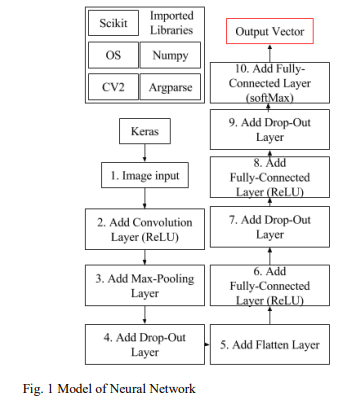 Scikit
Imported
Libraries
OS
Numpy
CV2
Argparse
Keras
1. Image input
2. Add Convolution
Layer (ReLU)
3. Add Max-Pooling
Layer
4. Add Drop-Out
Layer
5. Add Flatten Layer
6. Add
Fully-Connected
Layer (ReLU)
7. Add Drop-Out
Layer
8. Add
Fully-Connected
Layer (ReLU)
9. Add Drop-Out
Layer
10. Add Fully-
Connected Layer
(softMax)
Output Vector
Fig. 1 Model of Neural Network